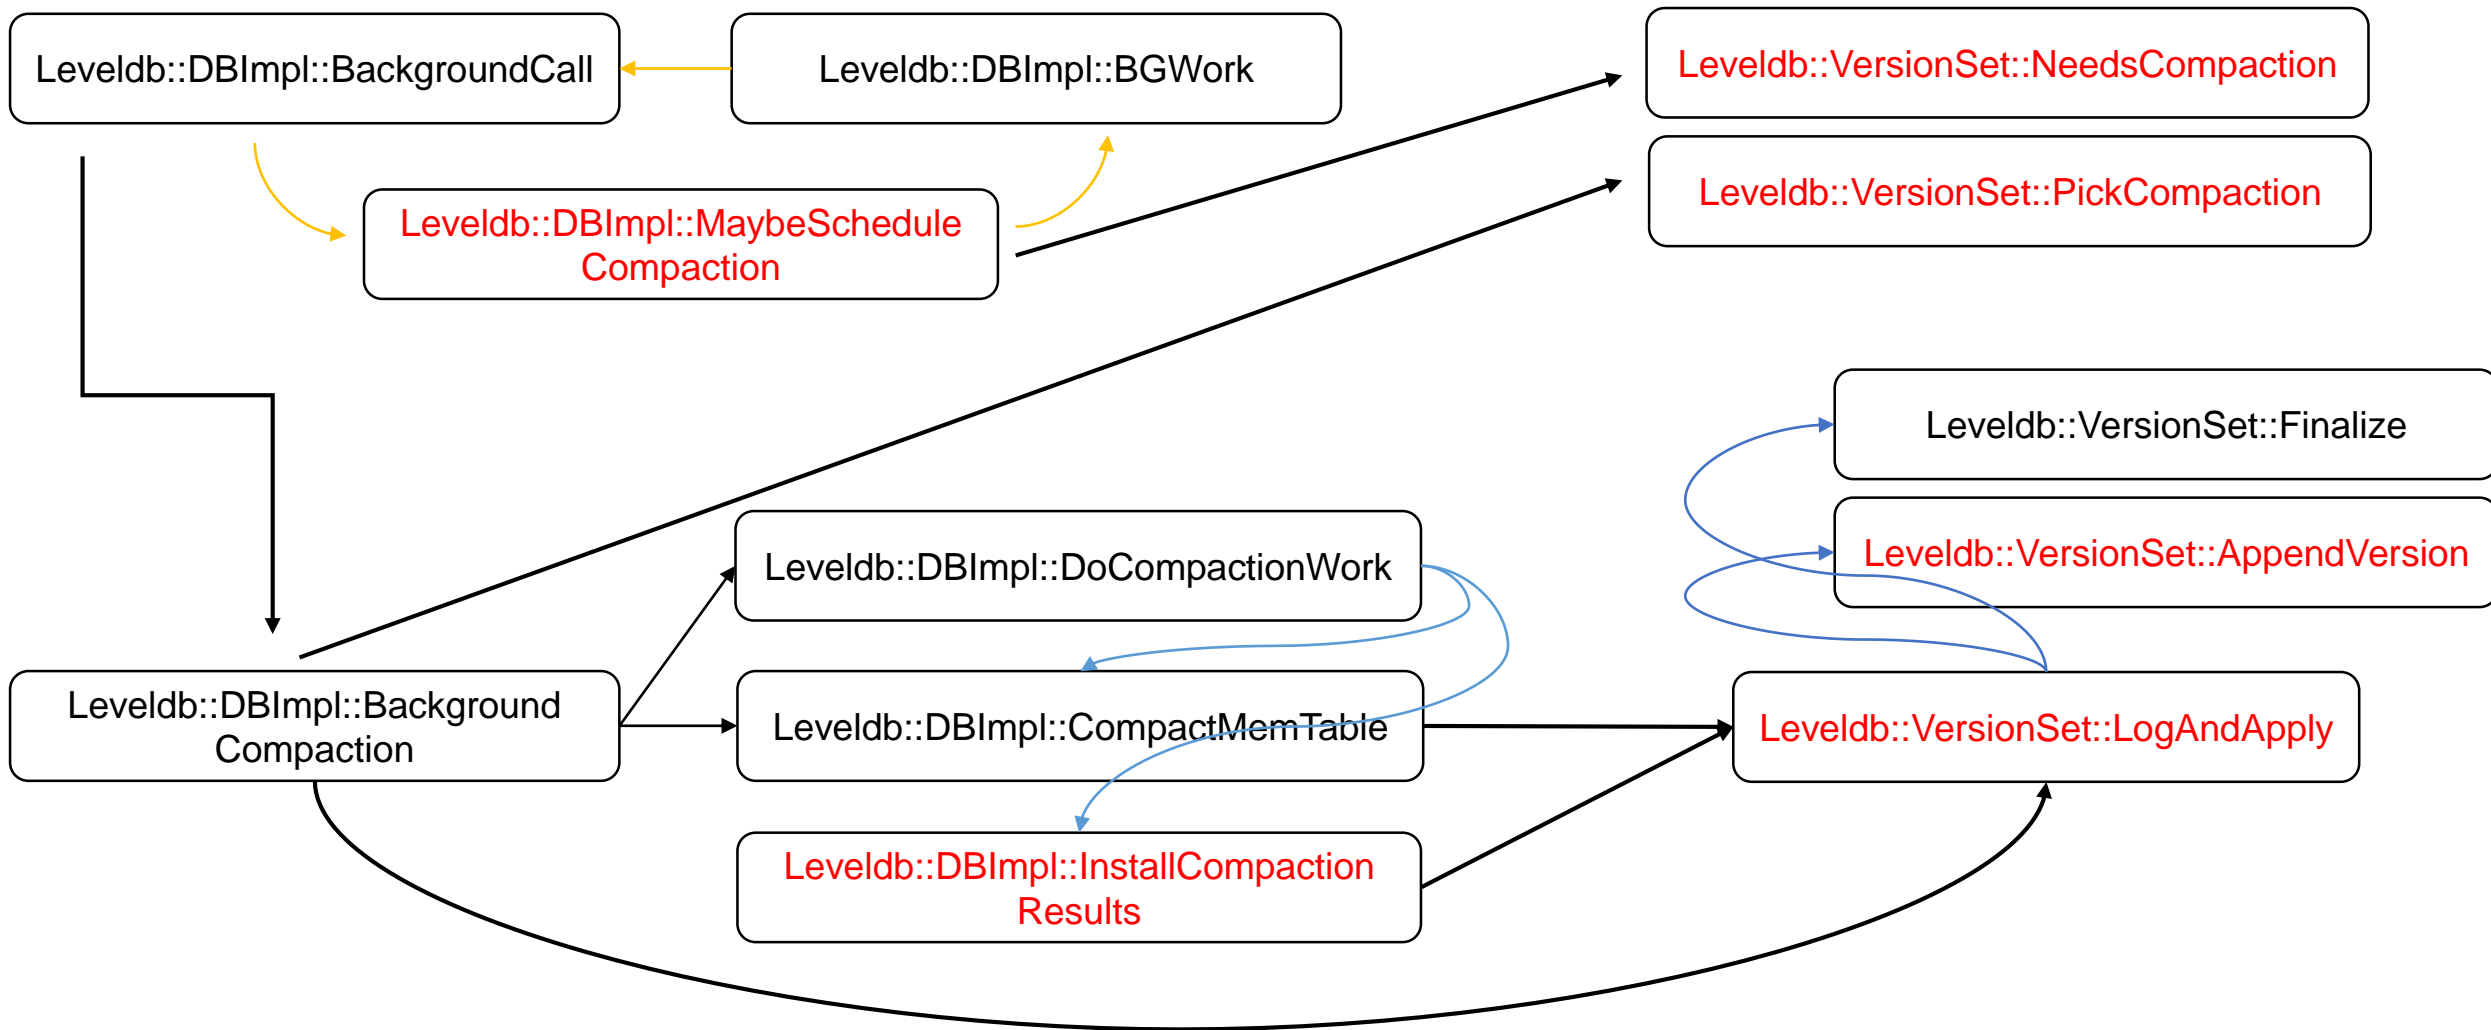 Leveldb::DBImpl::BackgroundCall
Leveldb::DBImpl::BGWork
Leveldb::VersionSet::NeedsCompaction
Leveldb::VersionSet::PickCompaction
Leveldb::DBImpl::MaybeSchedule
Compaction
Leveldb::VersionSet::Finalize
Leveldb::VersionSet::AppendVersion
Leveldb::DBImpl::DoCompactionWork
Leveldb::DBImpl::Background
Compaction
Leveldb::DBImpl::CompactMemTable
Leveldb::VersionSet::LogAndApply
Leveldb::DBImpl::InstallCompaction
Results